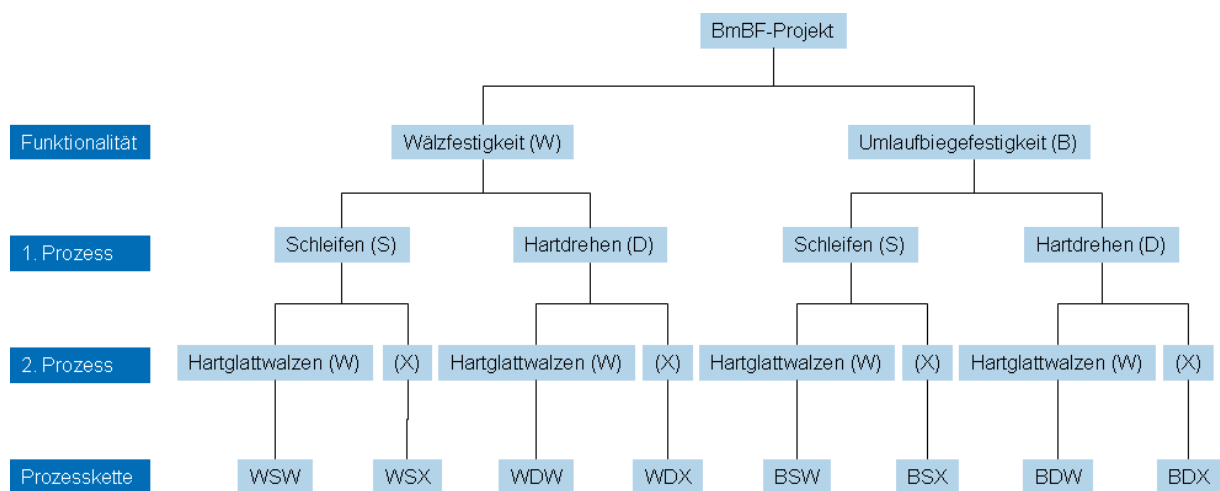 BmBF-Projekt
Funktionalität Wälzfestigkeit (W) Umlaufbiegefestigkeit (B)
1. Prozess Schleifen (S) Hartdrehen (D) Schleifen (S) Hartdrehen (D)
2. Prozess Hartglattwalzen (W) (X) Hartglattwalzen (W) (X) Hartglattwalzen (W) (X) Hartglattwalzen (W) (X)
Prozesskette WSW WSX WDW WDX BSW BSX BDW BDX